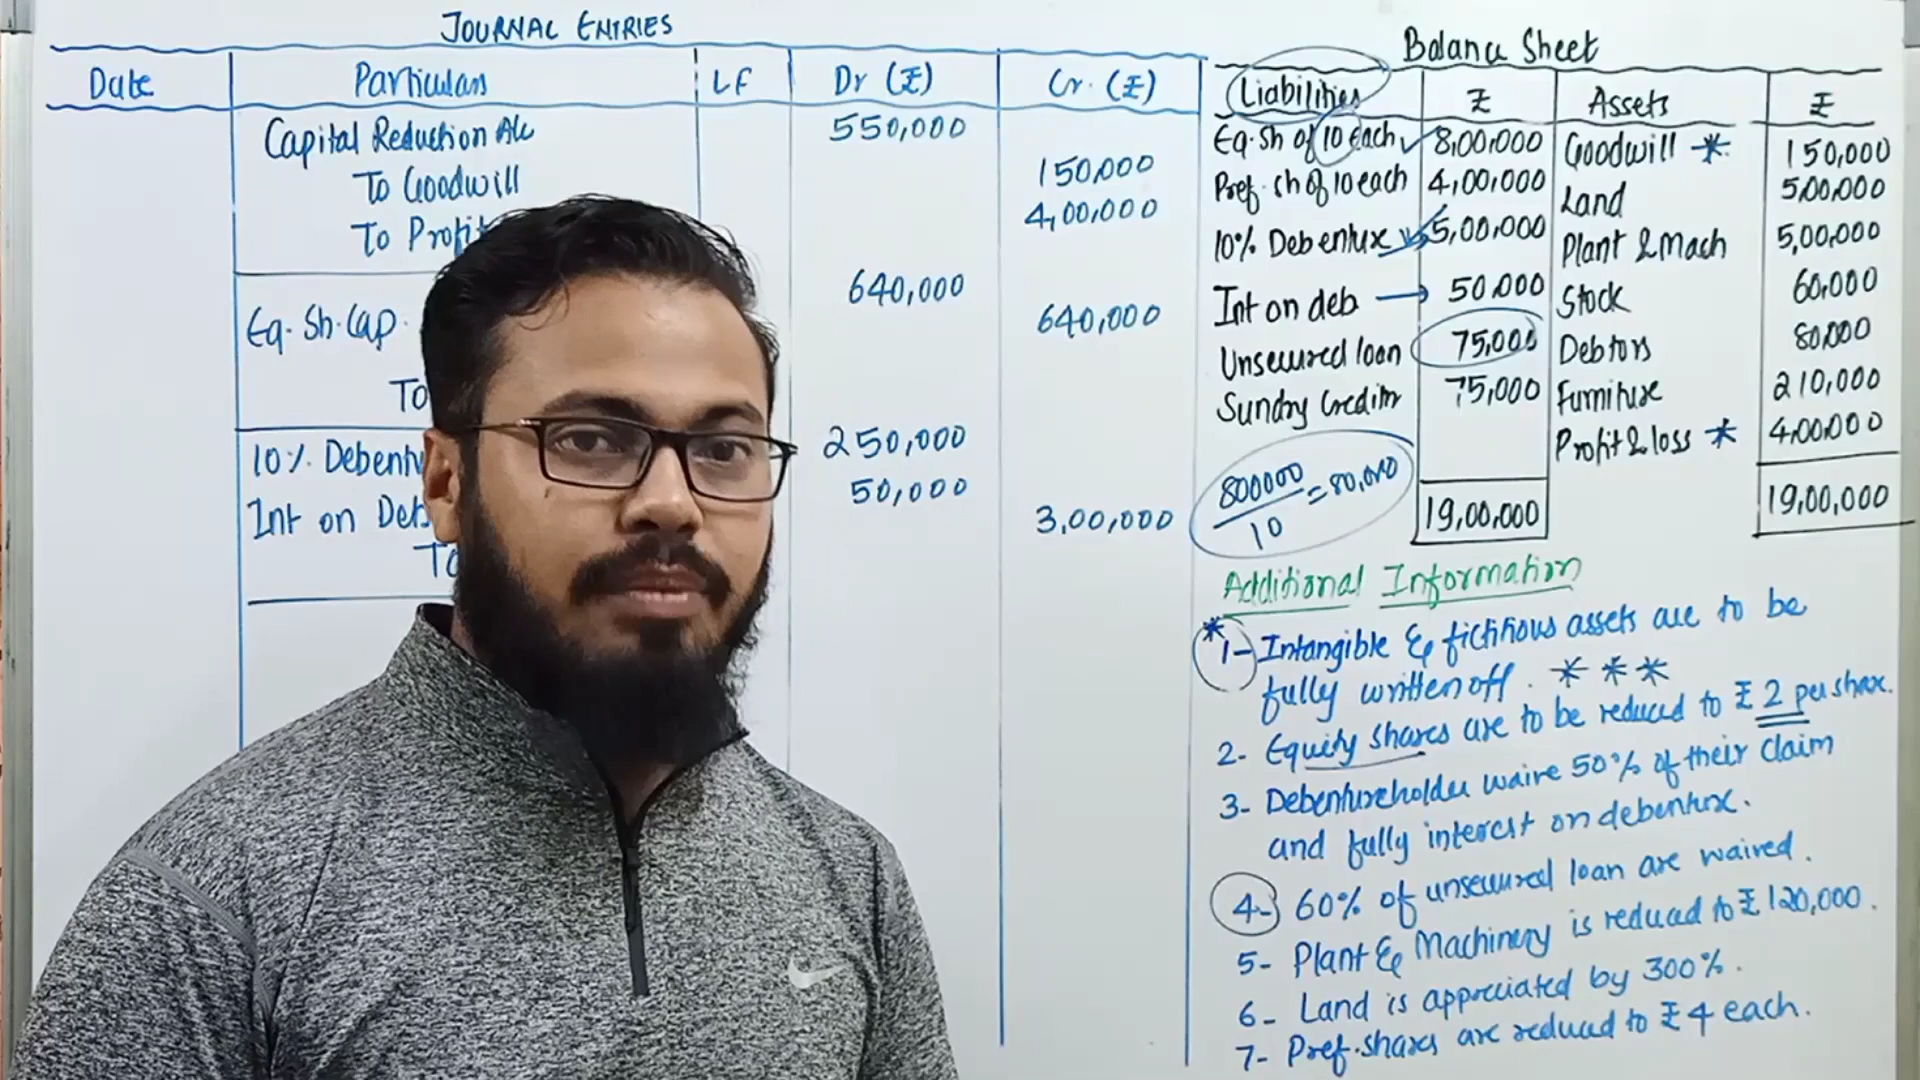 JOURNAL ENTRIES
Date Particulars LF Dr (₹) Cr. (₹)
Capital Reduction A/c 550,000
To Goodwill 150,000
To Profit 4,00,000
Eq. Sh. Cap. 640,000
To 640,000
10% Debentu 250,000
Int on Deb 50,000
To 3,00,000
Balance Sheet
Liabilities ₹ Assets ₹
Eq. Sh of 10 each 8,00,000 Goodwill * 150,000
Pref. sh of 10 each 4,00,000 Land 5,00,000
10% Debenture 5,00,000 Plant & Mach 5,00,000
Int on deb → 50,000 Stock 60,000
Unsecured loan 75,000 Debtors 80,000
Sundry Creditor 75,000 Furniture 210,000
Profit & loss * 4,00,000
800000/10 = 80,000
19,00,000 19,00,000
Additional Information
* 1- Intangible & fictitious assets are to be
fully written off. * * *
2- Equity shares are to be reduced to ₹ 2 per share.
3- Debentureholder waive 50% of their claim
and fully interest on debenture.
4- 60% of unsecured loan are waived.
5- Plant & Machinery is reduced to ₹ 120,000.
6- Land is appreciated by 300%.
7- Pref. shares are reduced to ₹ 4 each.